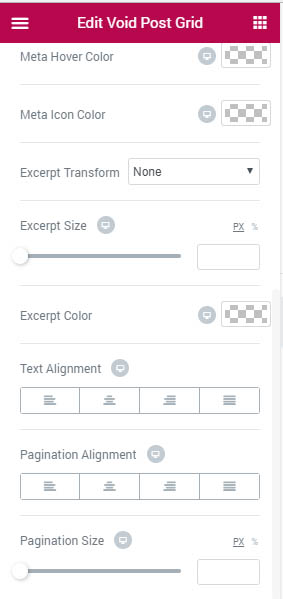 Edit Void Post Grid
Meta Hover Color
Meta Icon Color
Excerpt Transform None
Excerpt Size PX %
Excerpt Color
Text Alignment
Pagination Alignment
Pagination Size PX %